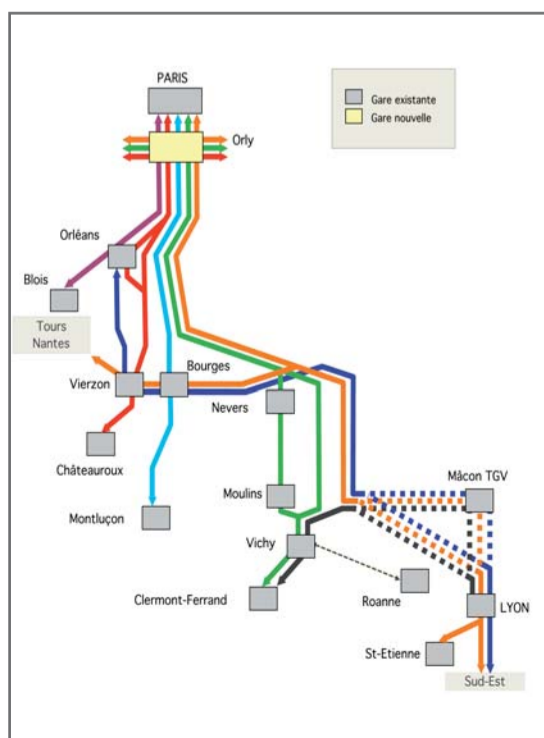 PARIS
Gare existante
Gare nouvelle
Orly
Orléans
Blois
Tours
Nantes
Bourges
Vierzon
Nevers
Châteauroux
Moulins
Mâcon TGV
Montluçon
Vichy
Clermont-Ferrand
Roanne
LYON
St-Etienne
Sud-Est